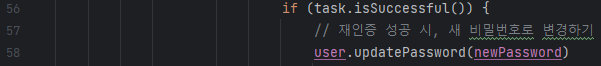 56 if (task.isSuccessful()) {
57 // 재인증 성공 시, 새 비밀번호로 변경하기
58 user.updatePassword(newPassword)